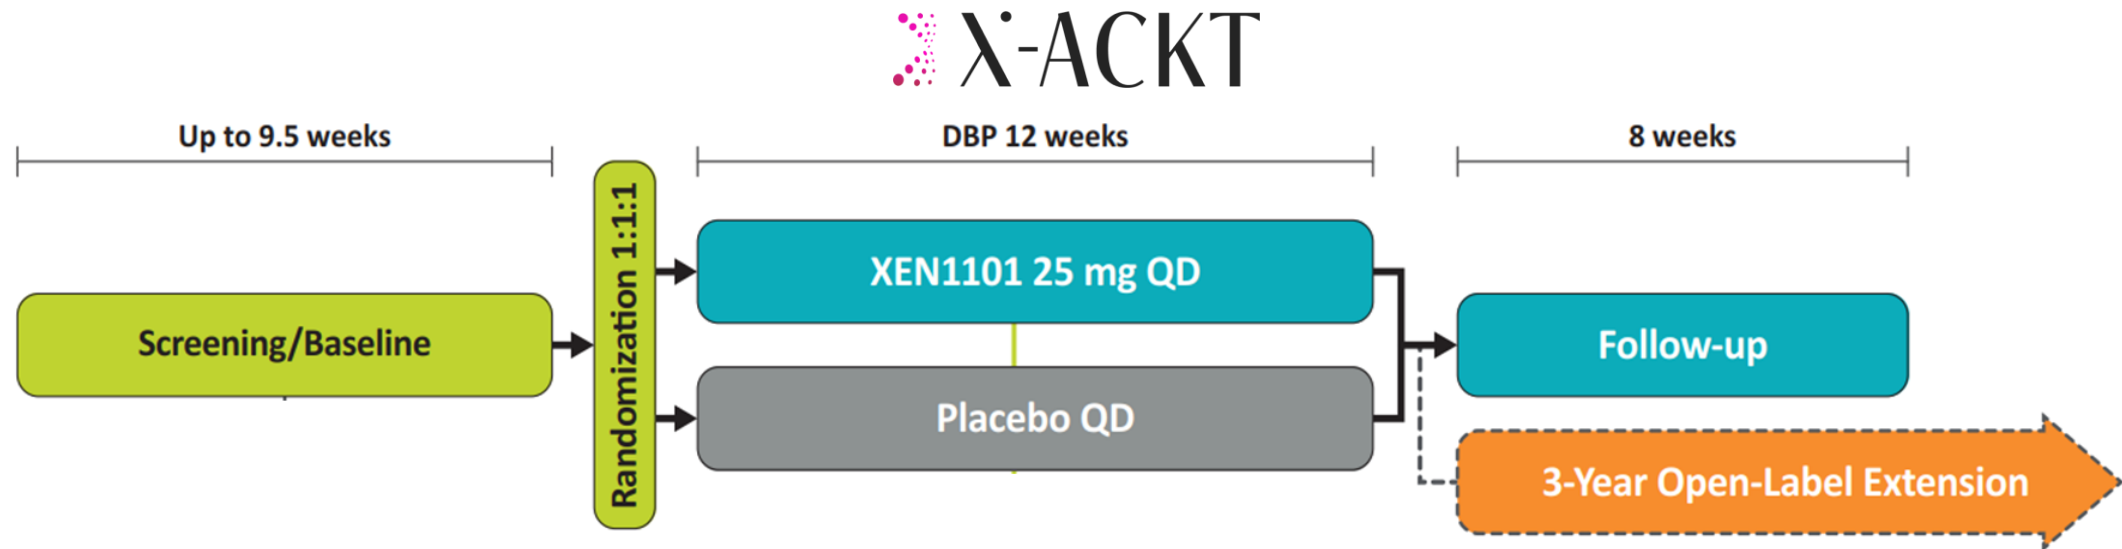 X-ACKT
Up to 9.5 weeks
DBP 12 weeks
8 weeks
Randomization 1:1:1
XEN1101 25 mg QD
Screening/Baseline
Follow-up
Placebo QD
3-Year Open-Label Extension